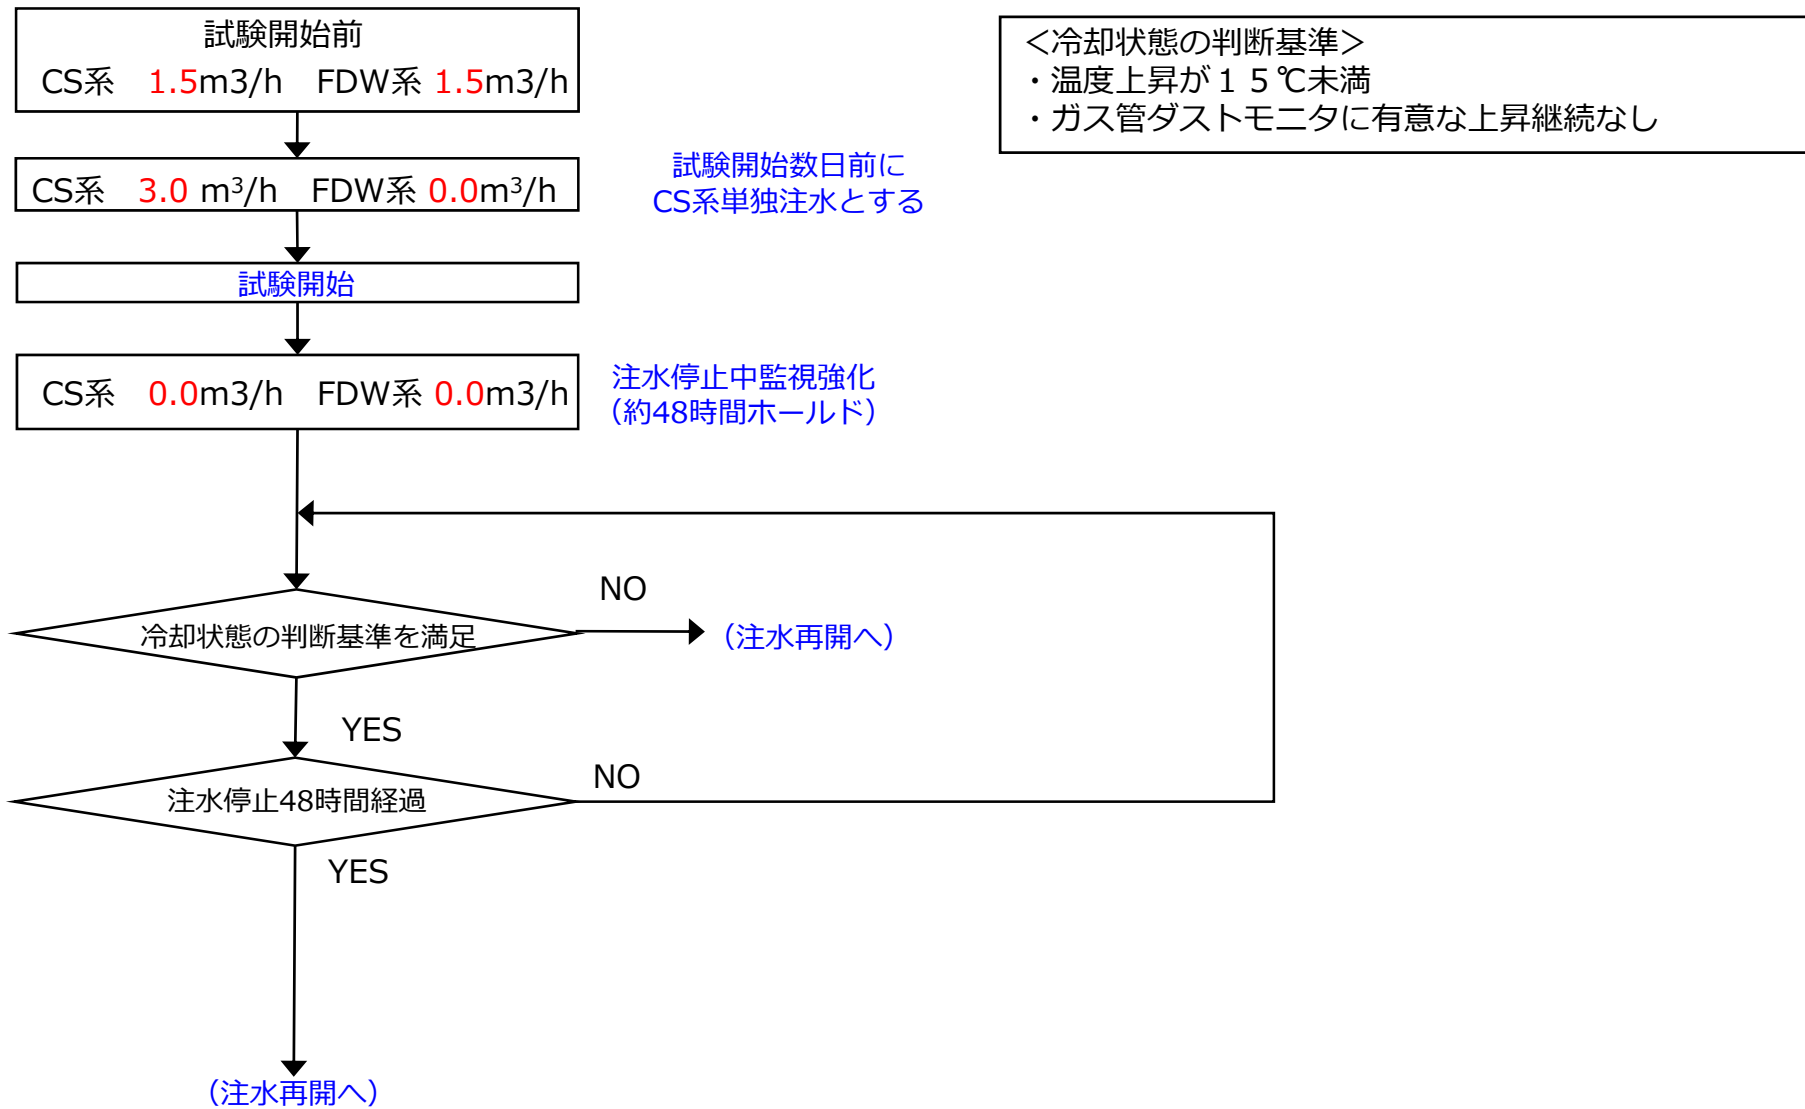 試験開始前
CS系 1.5m3/h FDW系 1.5m3/h
<冷却状態の判断基準>
・温度上昇が１５℃未満
・ガス管ダストモニタに有意な上昇継続なし
CS系 3.0 m³/h FDW系 0.0m³/h
試験開始数日前に
CS系単独注水とする
試験開始
CS系 0.0m3/h FDW系 0.0m3/h
注水停止中監視強化
（約48時間ホールド）
冷却状態の判断基準を満足
NO
（注水再開へ）
YES
注水停止48時間経過
NO
YES
（注水再開へ）